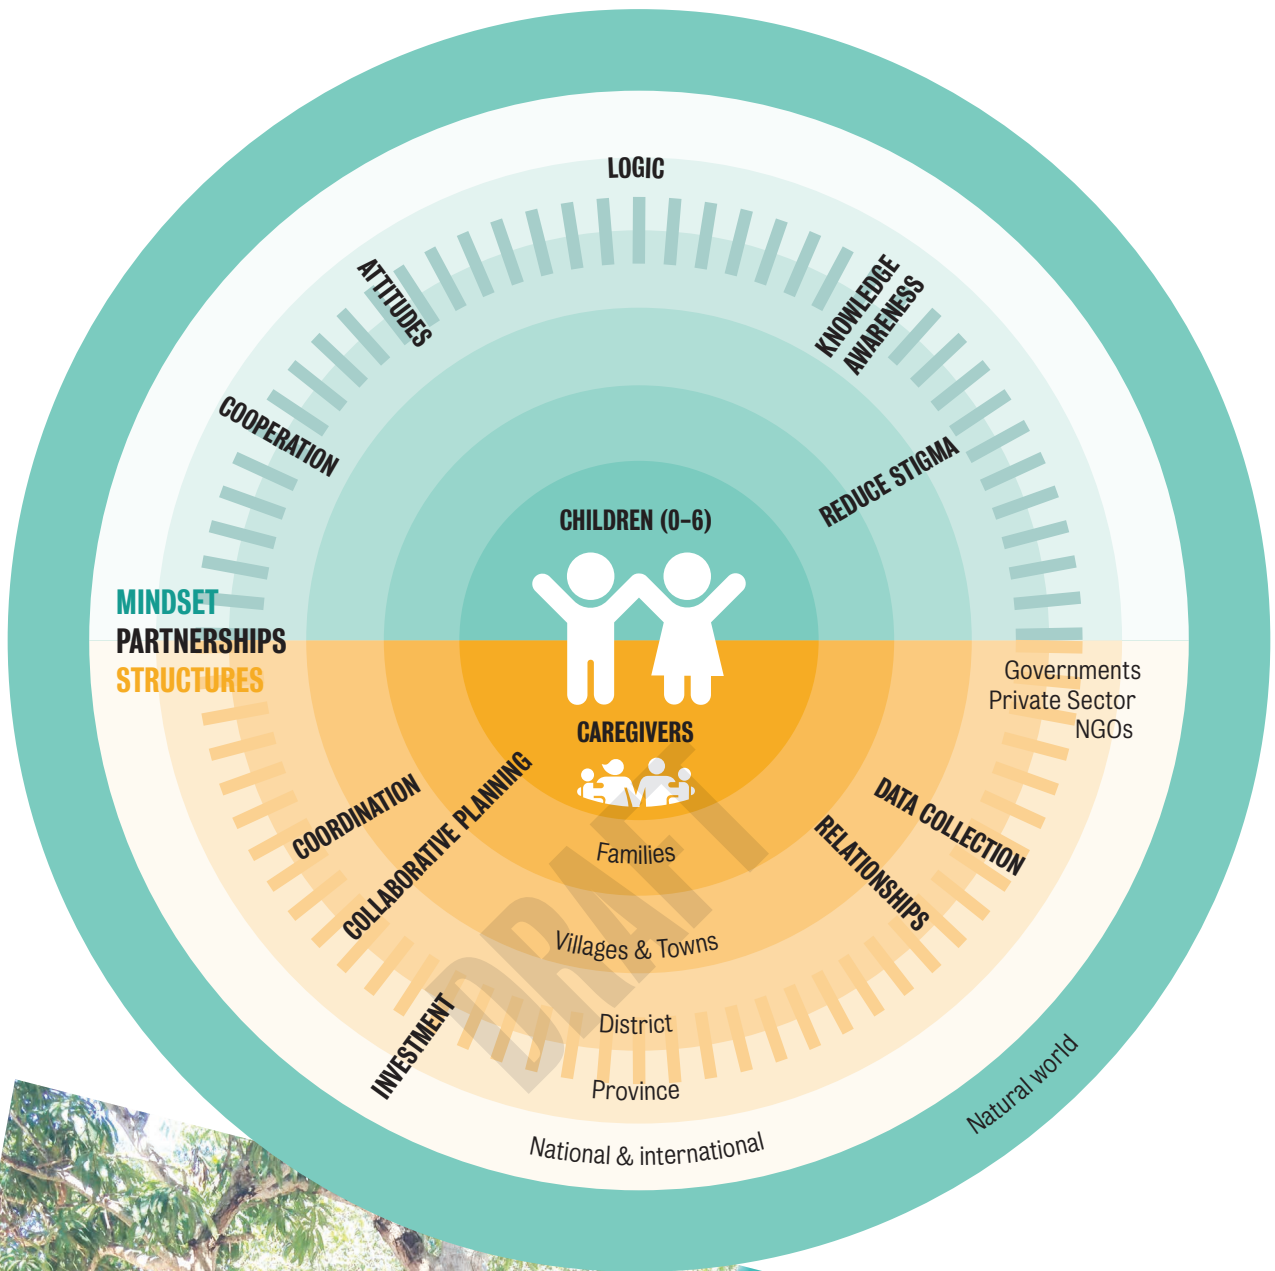 LOGIC
ATTITUDES
KNOWLEDGE
AWARENESS
COOPERATION
REDUCE STIGMA
CHILDREN (0–6)
MINDSET
PARTNERSHIPS
STRUCTURES
Governments
Private Sector
NGOs
CAREGIVERS
COORDINATION
COLLABORATIVE PLANNING
DATA COLLECTION
RELATIONSHIPS
Families
Villages & Towns
INVESTMENT
District
Province
National & international
Natural world
DRAFT